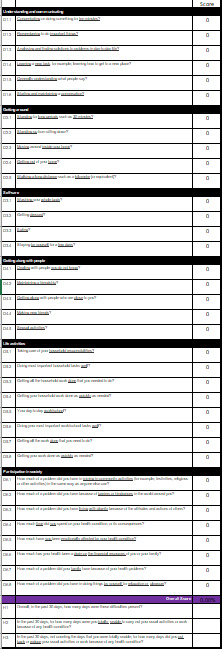 Score
Understanding and communicating
D1.1 Concentrating on doing something for ten minutes? 0
D1.2 Remembering to do important things? 0
D1.3 Analysing and finding solutions to problems in day-to-day life? 0
D1.4 Learning a new task, for example, learning how to get to a new place? 0
D1.5 Generally understanding what people say? 0
D1.6 Starting and maintaining a conversation? 0
Getting around
D2.1 Standing for long periods such as 30 minutes? 0
D2.2 Standing up from sitting down? 0
D2.3 Moving around inside your home? 0
D2.4 Getting out of your home? 0
D2.5 Walking a long distance such as a kilometre [or equivalent]? 0
Self-care
D3.1 Washing your whole body? 0
D3.2 Getting dressed? 0
D3.3 Eating? 0
D3.4 Staying by yourself for a few days? 0
Getting along with people
D4.1 Dealing with people you do not know? 0
D4.2 Maintaining a friendship? 0
D4.3 Getting along with people who are close to you? 0
D4.4 Making new friends? 0
D4.5 Sexual activities? 0
Life activities
D5.1 Taking care of your household responsibilities? 0
D5.2 Doing most important household tasks well? 0
D5.3 Getting all the household work done that you needed to do? 0
D5.4 Getting your household work done as quickly as needed? 0
D5.5 Your day-to-day work/school? 0
D5.6 Doing your most important work/school tasks well? 0
D5.7 Getting all the work done that you need to do? 0
D5.8 Getting your work done as quickly as needed? 0
Participation in society
D6.1 How much of a problem did you have in joining in community activities (for example, festivities, religious
or other activities) in the same way as anyone else can? 0
D6.2 How much of a problem did you have because of barriers or hindrances in the world around you? 0
D6.3 How much of a problem did you have living with dignity because of the attitudes and actions of others? 0
D6.4 How much time did you spend on your health condition, or its consequences? 0
D6.5 How much have you been emotionally affected by your health condition? 0
D6.6 How much has your health been a drain on the financial resources of you or your family? 0
D6.7 How much of a problem did your family have because of your health problems? 0
D6.8 How much of a problem did you have in doing things by yourself for relaxation or pleasure? 0
Overall Score 0.00%
H1 Overall, in the past 30 days, how many days were these difficulties present?
H2 In the past 30 days, for how many days were you totally unable to carry out your usual activities or work
because of any health condition?
H3 In the past 30 days, not counting the days that you were totally unable, for how many days did you cut
back or reduce your usual activities or work because of any health condition?